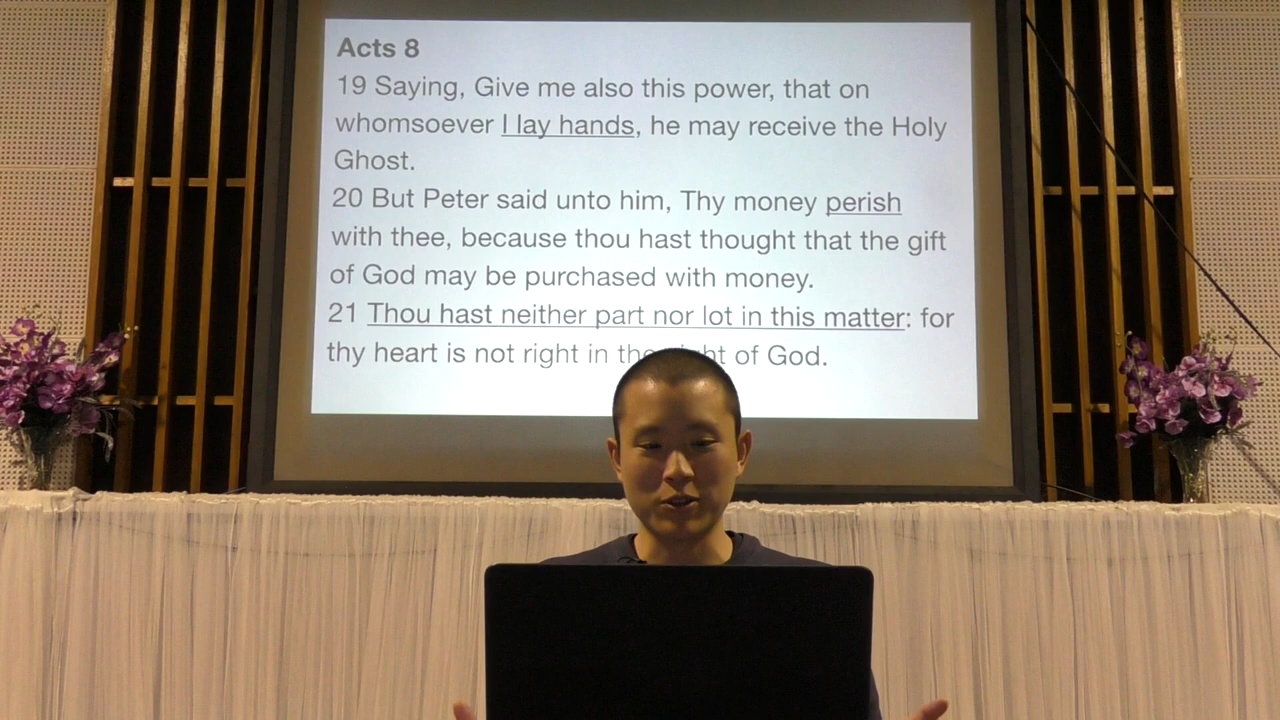 Acts 8
19 Saying, Give me also this power, that on
whomsoever I lay hands, he may receive the Holy
Ghost.
20 But Peter said unto him, Thy money perish
with thee, because thou hast thought that the gift
of God may be purchased with money.
21 Thou hast neither part nor lot in this matter: for
thy heart is not right in the sight of God.